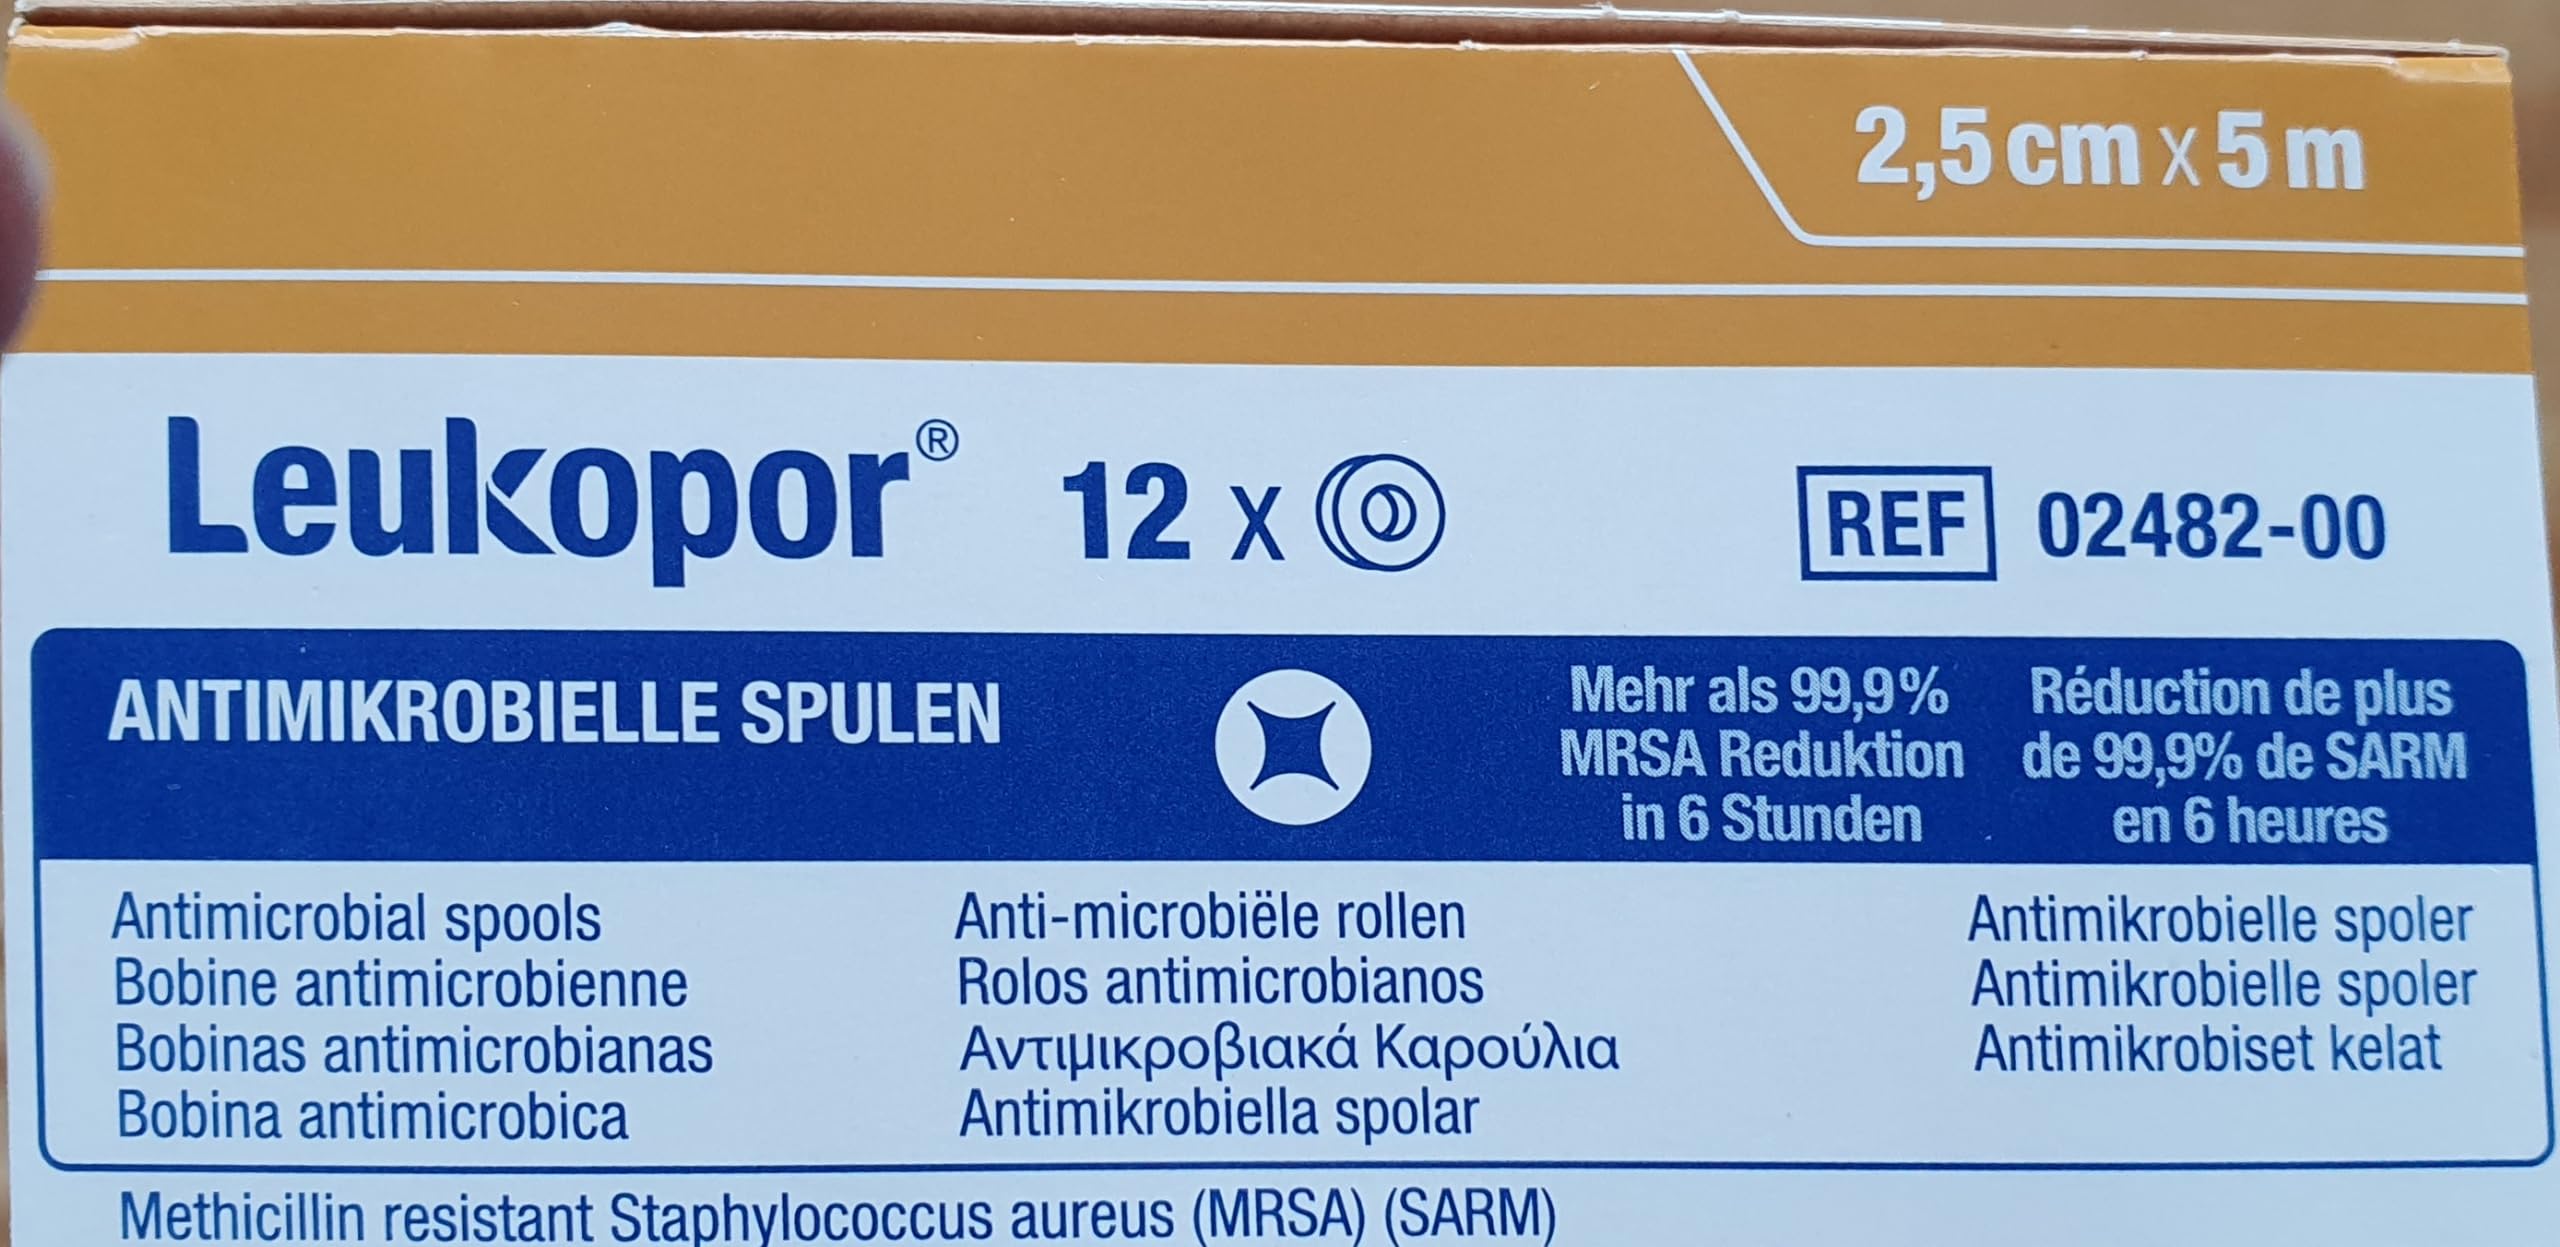 2,5 cm x 5 m
Leukopor® 12 x
REF 02482-00
ANTIMIKROBIELLE SPULEN
Mehr als 99,9%
MRSA Reduktion
in 6 Stunden
Réduction de plus
de 99,9% de SARM
en 6 heures
Antimicrobial spools
Bobine antimicrobienne
Bobinas antimicrobianas
Bobina antimicrobica
Anti-microbiële rollen
Rolos antimicrobianos
Αντιμικροβιακά Καρούλια
Antimikrobiella spolar
Antimikrobielle spoler
Antimikrobielle spoler
Antimikrobiset kelat
Methicillin resistant Staphylococcus aureus (MRSA) (SARM)